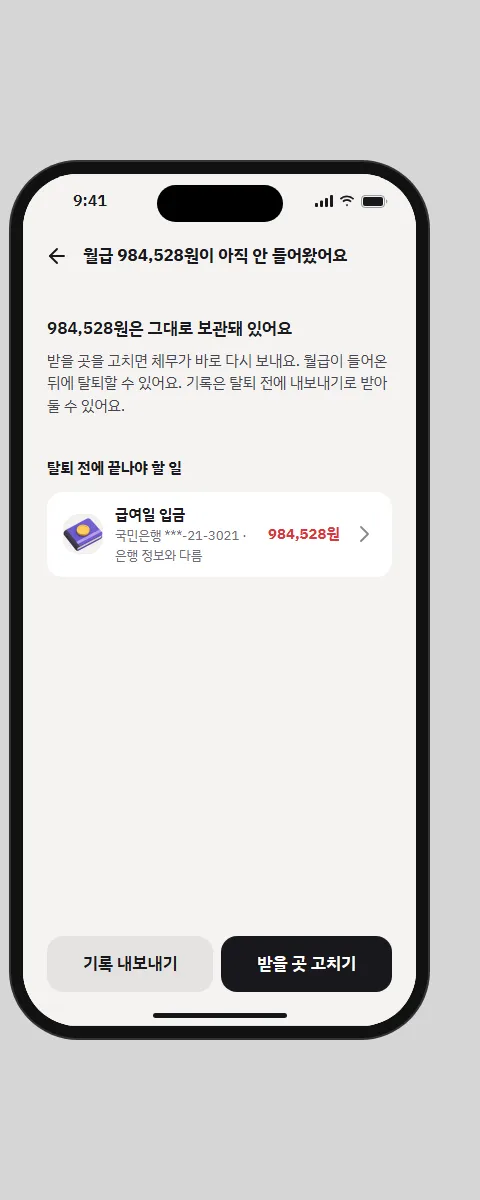 9:41
월급 984,528원이 아직 안 들어왔어요
984,528원은 그대로 보관돼 있어요
받을 곳을 고치면 체무가 바로 다시 보내요. 월급이 들어온
뒤에 탈퇴할 수 있어요. 기록은 탈퇴 전에 내보내기로 받아
둘 수 있어요.
탈퇴 전에 끝나야 할 일
급여일 입금
국민은행 ***-21-3021 ·
은행 정보와 다름
984,528원
기록 내보내기
받을 곳 고치기